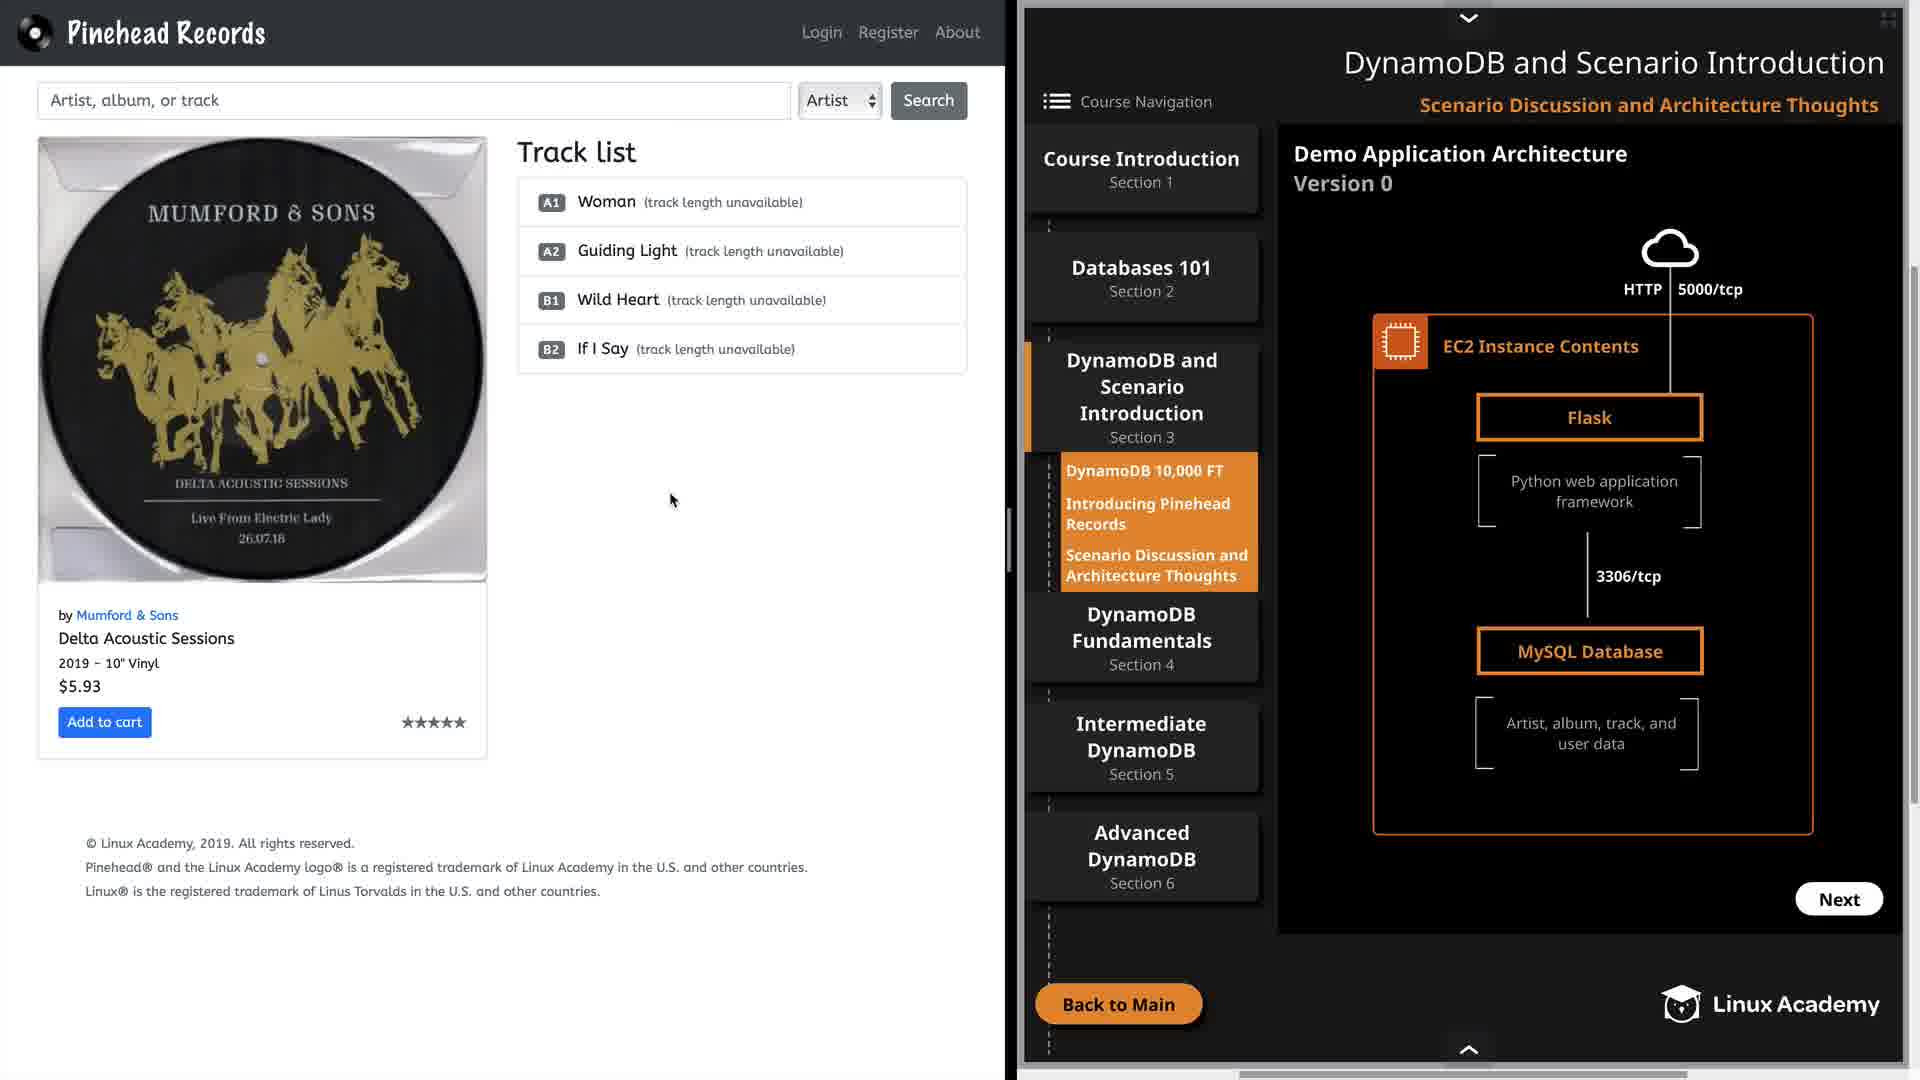 Pinehead Records
Login Register About
Artist, album, or track
Artist
Search
MUMFORD & SONS
DELTA ACOUSTIC SESSIONS
Live From Electric Lady
26.07.18
by Mumford & Sons
Delta Acoustic Sessions
2019 - 10" Vinyl
$5.93
Add to cart
★★★★★
Track list
A1 Woman (track length unavailable)
A2 Guiding Light (track length unavailable)
B1 Wild Heart (track length unavailable)
B2 If I Say (track length unavailable)
© Linux Academy, 2019. All rights reserved.
Pinehead® and the Linux Academy logo® is a registered trademark of Linux Academy in the U.S. and other countries.
Linux® is the registered trademark of Linus Torvalds in the U.S. and other countries.
DynamoDB and Scenario Introduction
Scenario Discussion and Architecture Thoughts
Course Navigation
Course Introduction
Section 1
Databases 101
Section 2
DynamoDB and
Scenario
Introduction
Section 3
DynamoDB 10,000 FT
Introducing Pinehead
Records
Scenario Discussion and
Architecture Thoughts
DynamoDB
Fundamentals
Section 4
Intermediate
DynamoDB
Section 5
Advanced
DynamoDB
Section 6
Back to Main
Demo Application Architecture
Version 0
HTTP 5000/tcp
EC2 Instance Contents
Flask
Python web application
framework
3306/tcp
MySQL Database
Artist, album, track, and
user data
Next
Linux Academy